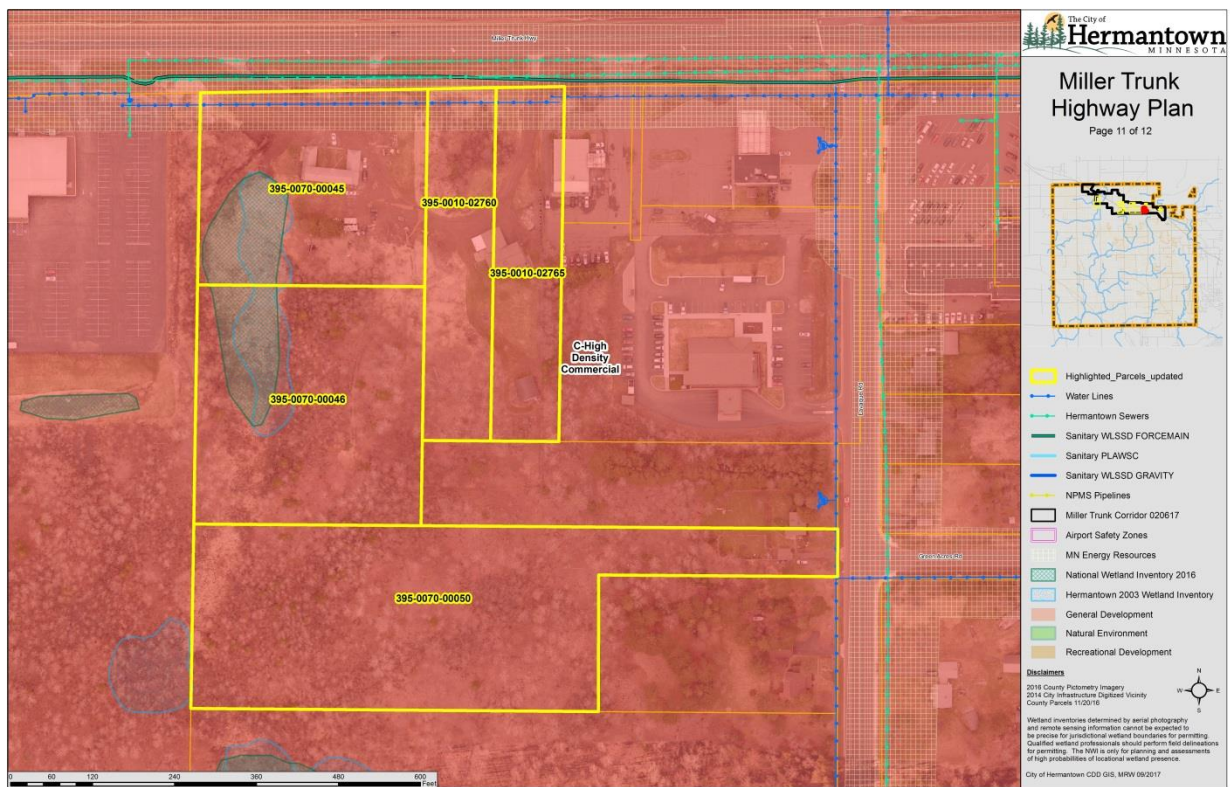 Miller Trunk Hwy
395-0070-00045
395-0010-02760
395-0010-02765
C-High
Density
Commercial
395-0070-00046
395-0070-00050
Green Acres Rd
0 60 120 240 360 480 600
Feet
The City of
Hermantown
MINNESOTA
Miller Trunk
Highway Plan
Page 11 of 12
Highlighted_Parcels_updated
Water Lines
Hermantown Sewers
Sanitary WLSSD FORCEMAIN
Sanitary PLAWSC
Sanitary WLSSD GRAVITY
NPMS Pipelines
Miller Trunk Corridor 020617
Airport Safety Zones
MN Energy Resources
National Wetland Inventory 2016
Hermantown 2003 Wetland Inventory
General Development
Natural Environment
Recreational Development
Disclaimers
2016 County Pictometry Imagery
2014 City Infrastructure Digitized Vicinity
County Parcels 11/20/16
N
W E
S
Wetland inventories determined by aerial photography
and remote sensing information cannot be expected to
be precise for jurisdictional wetland boundaries for permitting.
Qualified wetland professionals should perform field delineations
for permitting. The NWI is only for planning and assessments
of high probabilities of locational wetland presence.
City of Hermantown CDD GIS, MRW 09/2017